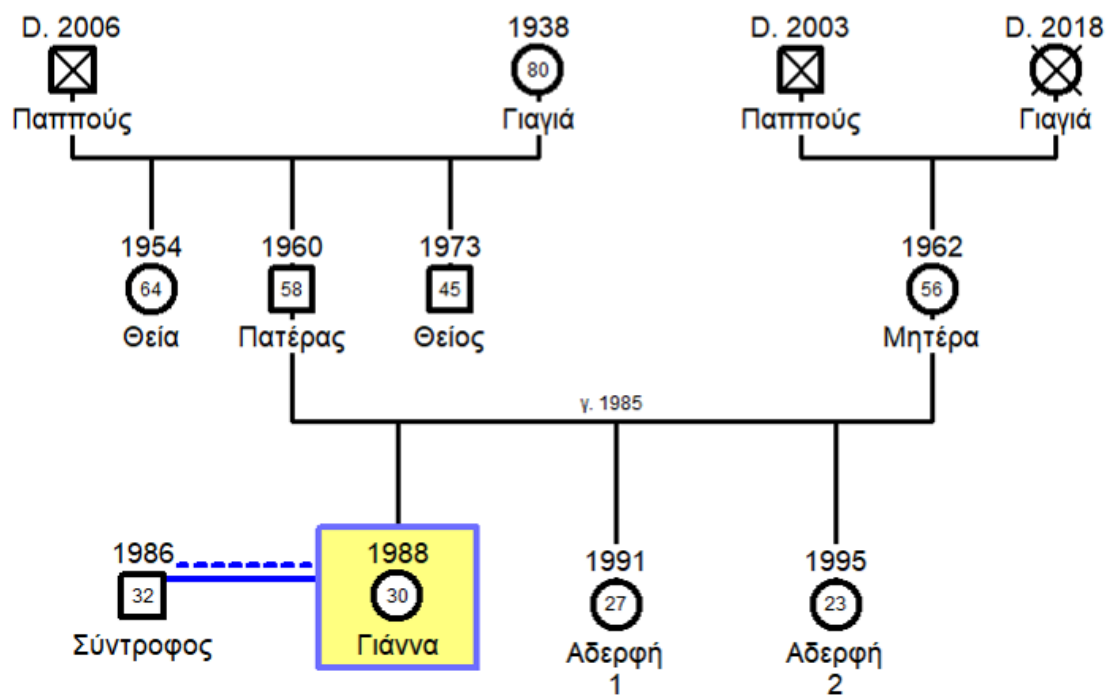 D. 2006
1938
D. 2003
D. 2018
80
Παππούς
Γιαγιά
Παππούς
Γιαγιά
1954
1960
1973
1962
64
58
45
56
Θεία
Πατέρας
Θείος
Μητέρα
γ. 1985
1986
1988
1991
1995
32
30
27
23
Σύντροφος
Γιάννα
Αδερφή
1
Αδερφή
2